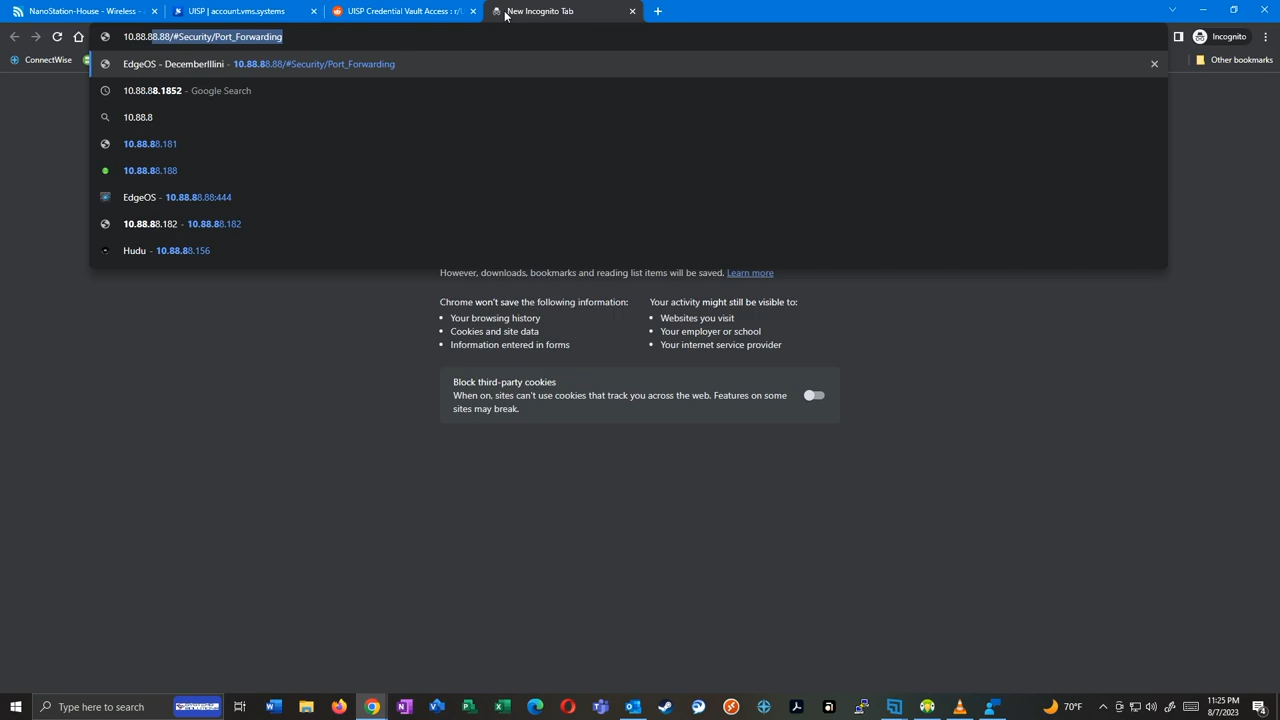 NanoStation-House - Wireless -
UISP | account.vms.systems
UISP Credential Vault Access : r/
New Incognito Tab
10.88.88.88/#Security/Port_Forwarding
Incognito
ConnectWise
Other bookmarks
EdgeOS - DecemberIllini - 10.88.88.88/#Security/Port_Forwarding
10.88.88.1852 - Google Search
10.88.8
10.88.88.181
10.88.88.188
EdgeOS - 10.88.88.88:444
10.88.88.182 - 10.88.88.182
Hudu - 10.88.88.156
However, downloads, bookmarks and reading list items will be saved. Learn more
Chrome won't save the following information:
• Your browsing history
• Cookies and site data
• Information entered in forms
Your activity might still be visible to:
• Websites you visit
• Your employer or school
• Your internet service provider
Block third-party cookies
When on, sites can't use cookies that track you across the web. Features on some
sites may break.
Type here to search
70°F
11:25 PM
8/7/2023